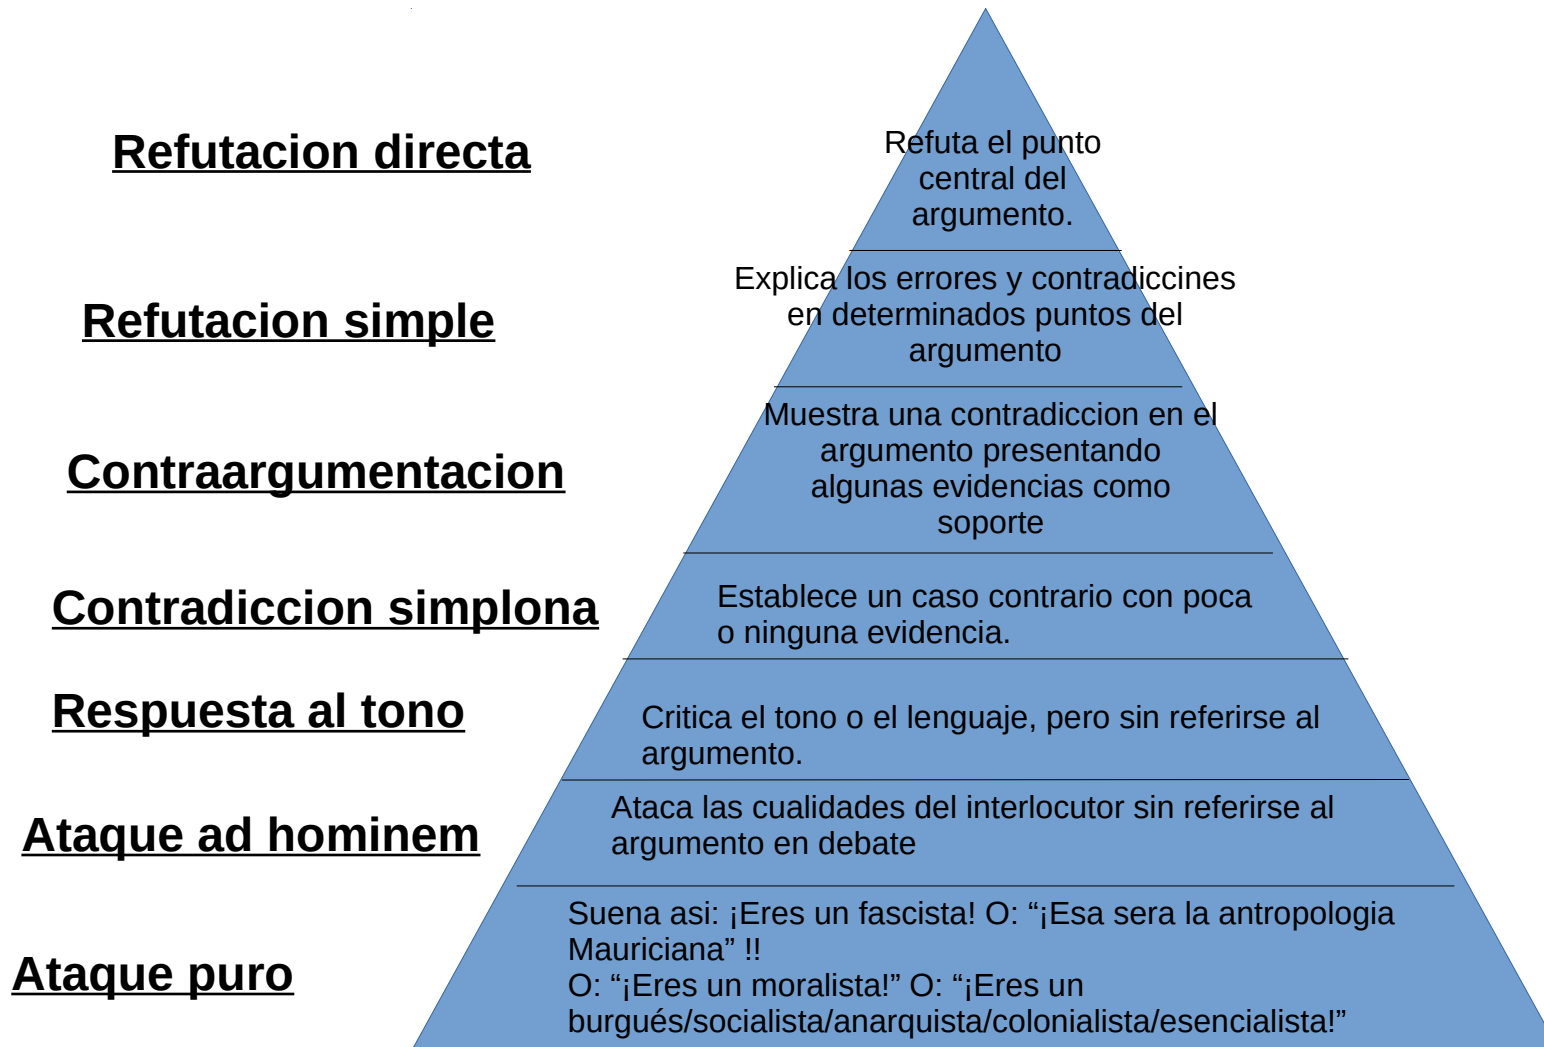 Refutacion directa
Refuta el punto
central del
argumento.
Refutacion simple
Explica los errores y contradiccines
en determinados puntos del
argumento
Contraargumentacion
Muestra una contradiccion en el
argumento presentando
algunas evidencias como
soporte
Contradiccion simplona
Establece un caso contrario con poca
o ninguna evidencia.
Respuesta al tono
Critica el tono o el lenguaje, pero sin referirse al
argumento.
Ataque ad hominem
Ataca las cualidades del interlocutor sin referirse al
argumento en debate
Ataque puro
Suena asi: ¡Eres un fascista! O: “¡Esa sera la antropologia
Mauriciana” !!
O: “¡Eres un moralista!” O: “¡Eres un
burgués/socialista/anarquista/colonialista/esencialista!”